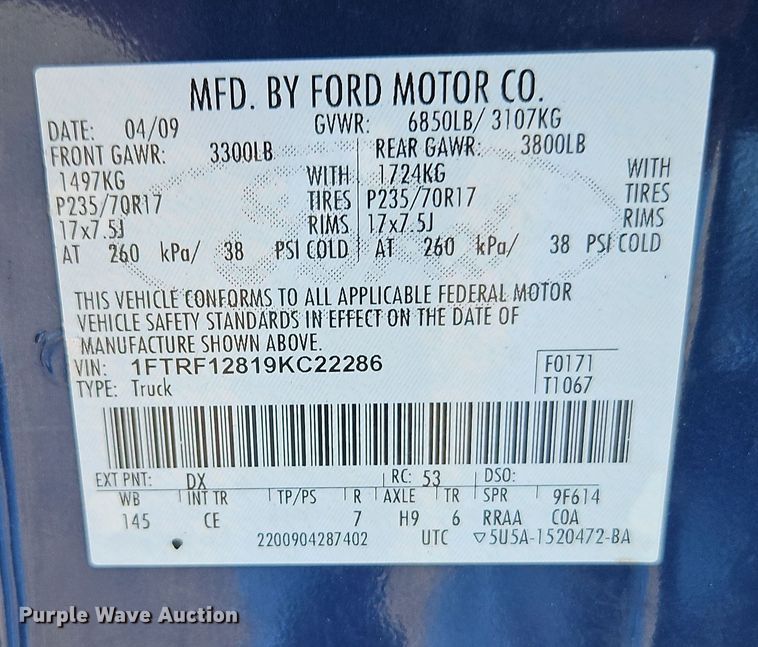 MFD. BY FORD MOTOR CO.
DATE: 04/09 GVWR: 6850LB/ 3107KG
FRONT GAWR: 3300LB REAR GAWR: 3800LB
1497KG WITH 1724KG WITH
P235/70R17 TIRES P235/70R17 TIRES
17x7.5J RIMS 17x7.5J RIMS
AT 260 kPa/ 38 PSI COLD AT 260 kPa/ 38 PSI COLD
THIS VEHICLE CONFORMS TO ALL APPLICABLE FEDERAL MOTOR
VEHICLE SAFETY STANDARDS IN EFFECT ON THE DATE OF
MANUFACTURE SHOWN ABOVE.
VIN: 1FTRF12819KC22286 F0171
TYPE: Truck T1067
EXT PNT: DX RC: 53 DSO:
WB INT TR TP/PS R AXLE TR SPR 9F614
145 CE 7 H9 6 RRAA COA
2200904287402 UTC ▽5U5A-1520472-BA
Purple Wave Auction